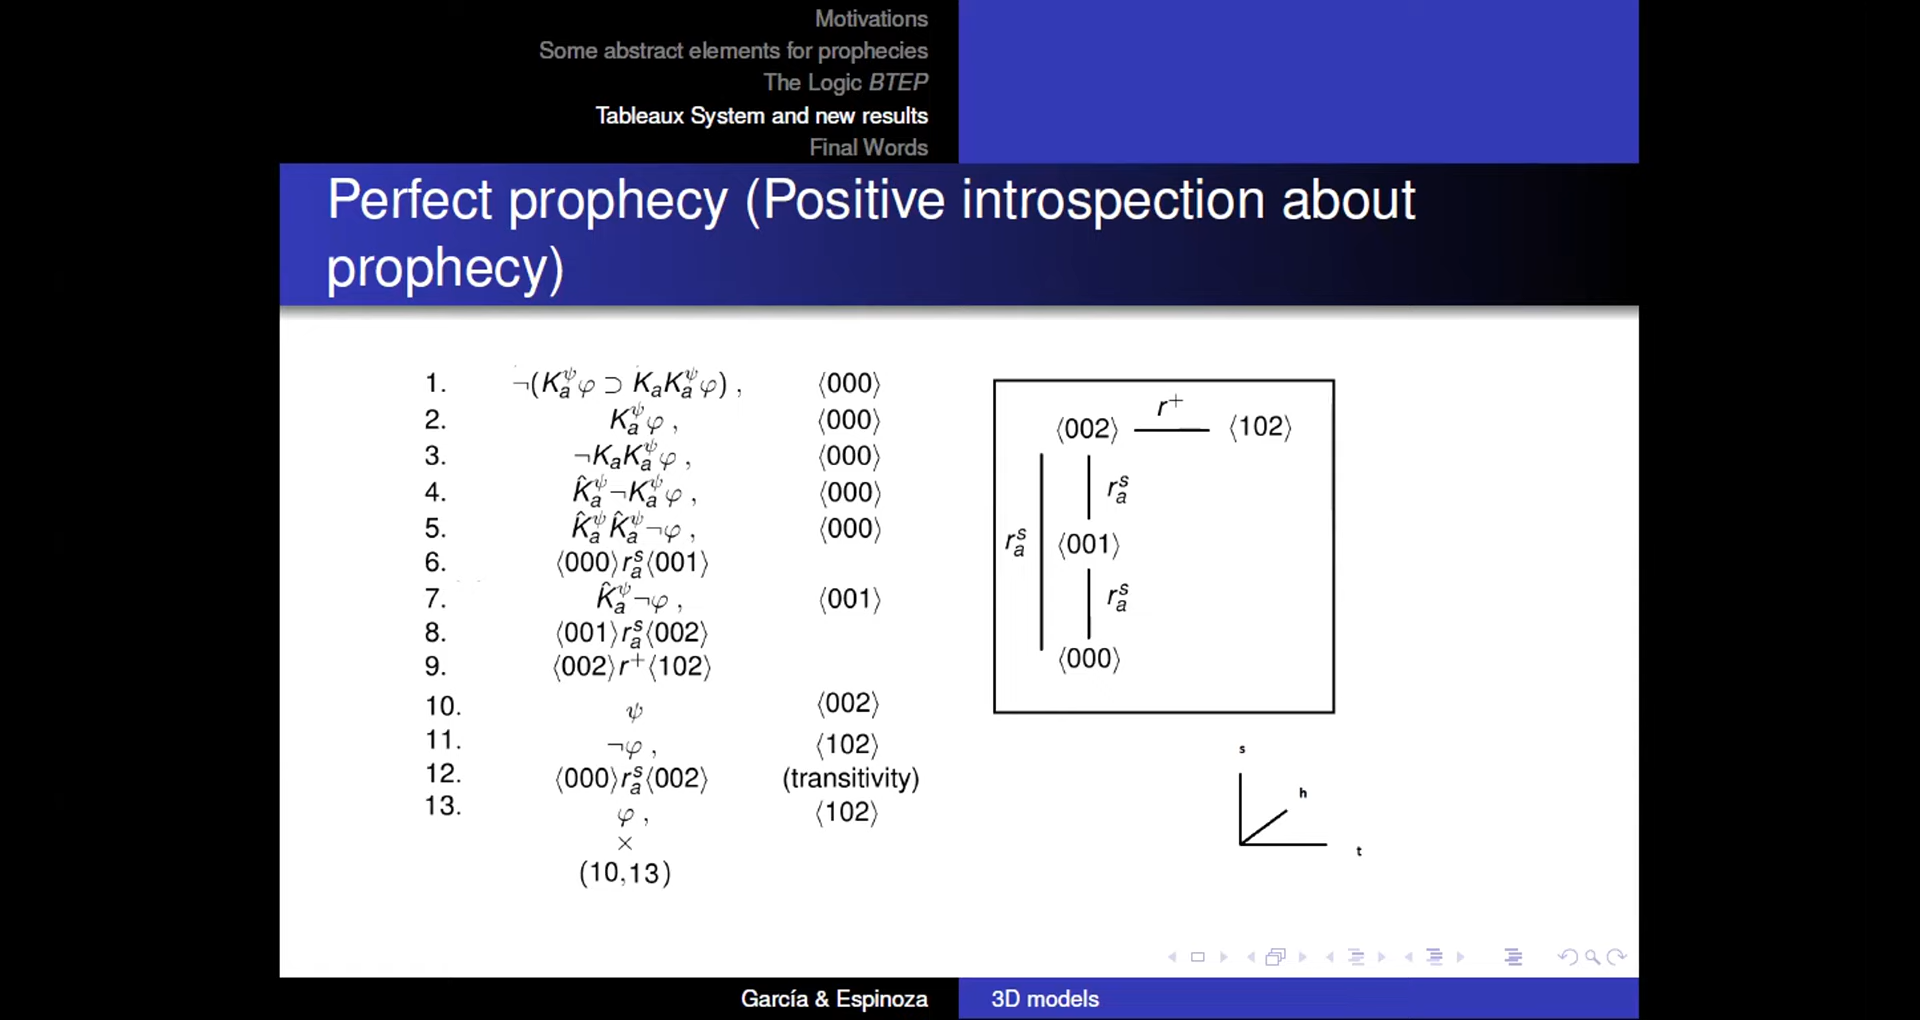 Motivations
Some abstract elements for prophecies
The Logic BTEP
Tableaux System and new results
Final Words
Perfect prophecy (Positive introspection about
prophecy)
1. ¬(K_a^ψ φ ⊃ K_a K_a^ψ φ) , ⟨000⟩
2. K_a^ψ φ , ⟨000⟩
3. ¬K_a K_a^ψ φ , ⟨000⟩
4. K̂_a^ψ ¬K_a^ψ φ , ⟨000⟩
5. K̂_a^ψ K̂_a^ψ ¬φ , ⟨000⟩
6. ⟨000⟩r_a^s⟨001⟩
7. K̂_a^ψ ¬φ , ⟨001⟩
8. ⟨001⟩r_a^s⟨002⟩
9. ⟨002⟩r^+⟨102⟩
10. ψ ⟨002⟩
11. ¬φ , ⟨102⟩
12. ⟨000⟩r_a^s⟨002⟩ (transitivity)
13. φ , ⟨102⟩
×
(10,13)
r^+
⟨002⟩ ⟨102⟩
r_a^s
r_a^s ⟨001⟩
r_a^s
⟨000⟩
s
h
t
García & Espinoza
3D models